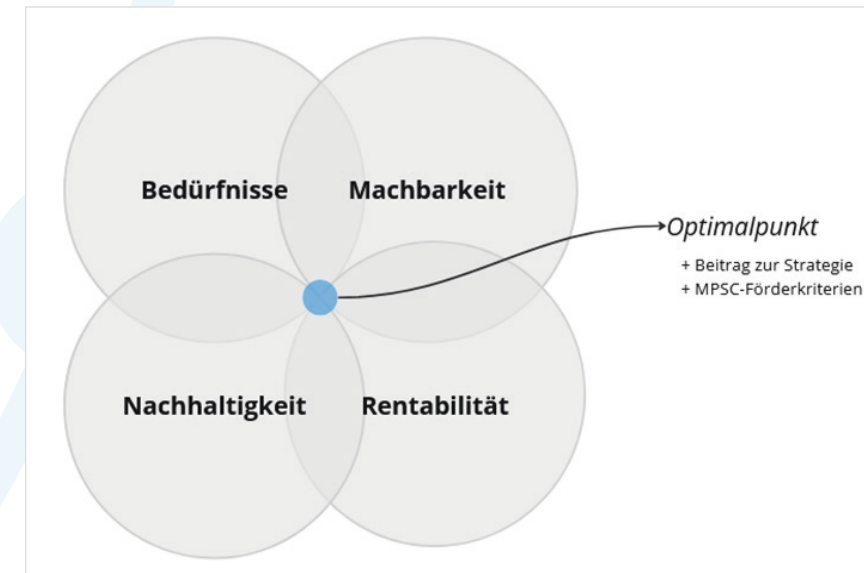 Bedürfnisse
Machbarkeit
Optimalpunkt
+ Beitrag zur Strategie
+ MPSC-Förderkriterien
Nachhaltigkeit
Rentabilität